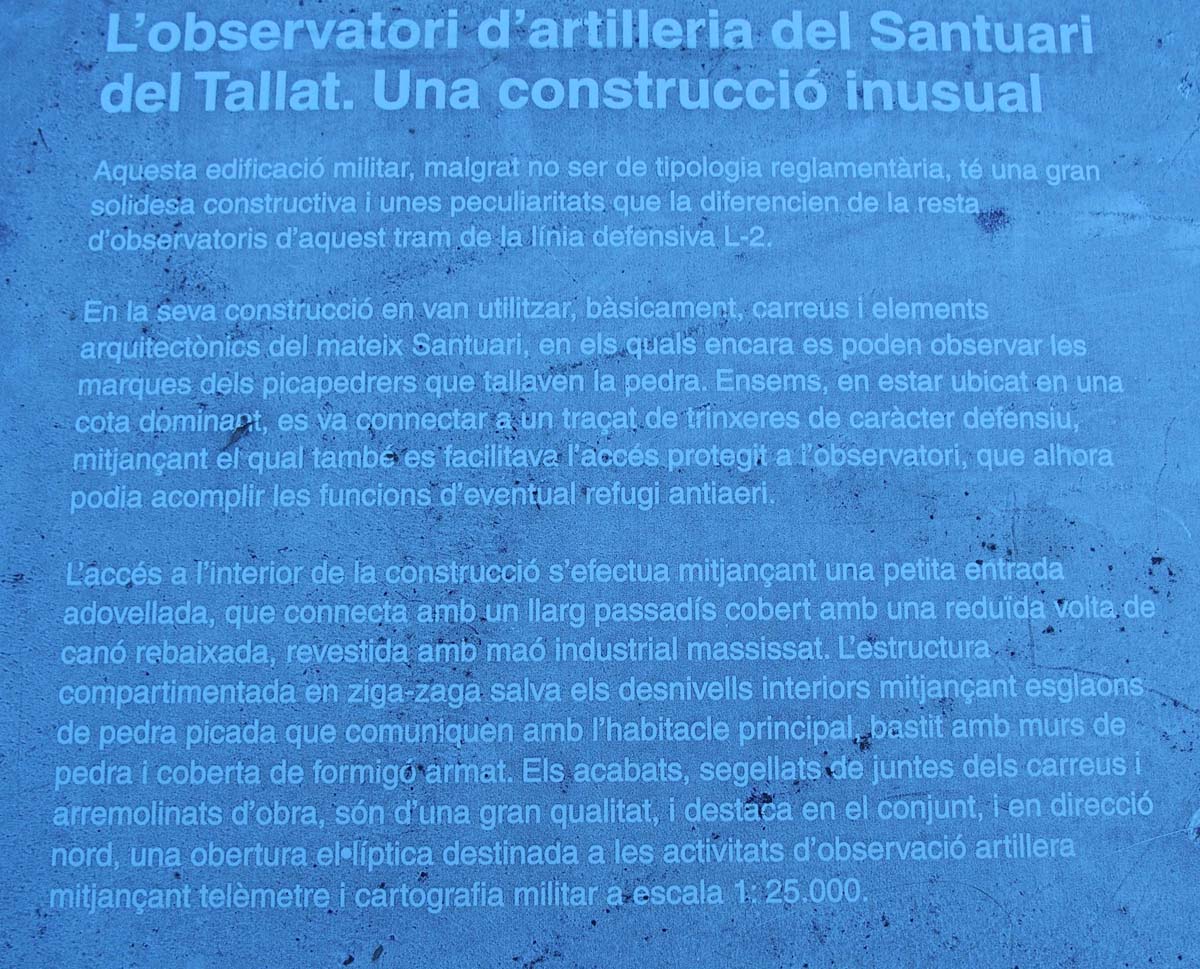 L'observatori d'artilleria del Santuari
del Tallat. Una construcció inusual
Aquesta edificació militar, malgrat no ser de tipologia reglamentària, té una gran
solidesa constructiva i unes peculiaritats que la diferencien de la resta
d'observatoris d'aquest tram de la línia defensiva L-2.
En la seva construcció en van utilitzar, bàsicament, carreus i elements
arquitectònics del mateix Santuari, en els quals encara es poden observar les
marques dels picapedrers que tallaven la pedra. Ensems, en estar ubicat en una
cota dominant, es va connectar a un traçat de trinxeres de caràcter defensiu,
mitjançant el qual també es facilitava l'accés protegit a l'observatori, que alhora
podia acomplir les funcions d'eventual refugi antiaeri.
L'accés a l'interior de la construcció s'efectua mitjançant una petita entrada
adovellada, que connecta amb un llarg passadís cobert amb una reduïda volta de
canó rebaixada, revestida amb maó industrial massissat. L'estructura
compartimentada en ziga-zaga salva els desnivells interiors mitjançant esglaons
de pedra picada que comuniquen amb l'habitacle principal, bastit amb murs de
pedra i coberta de formigó armat. Els acabats, segellats de juntes dels carreus i
arremolinats d'obra, són d'una gran qualitat, i destaca en el conjunt, i en direcció
nord, una obertura el•líptica destinada a les activitats d'observació artillera
mitjançant telèmetre i cartografia militar a escala 1: 25.000.